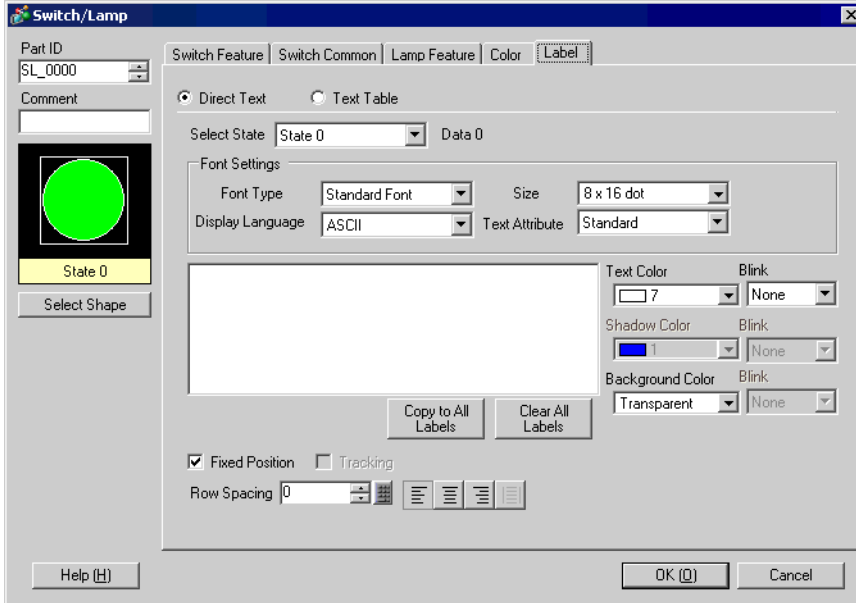 Switch/Lamp
Part ID
SL_0000
Comment
State 0
Select Shape
Switch Feature Switch Common Lamp Feature Color Label
Direct Text Text Table
Select State State 0 Data 0
Font Settings
Font Type Standard Font Size 8 x 16 dot
Display Language ASCII Text Attribute Standard
Text Color Blink
7 None
Shadow Color Blink
1 None
Background Color Blink
Transparent None
Copy to All
Labels
Clear All
Labels
Fixed Position Tracking
Row Spacing 0
Help (H) OK (O) Cancel